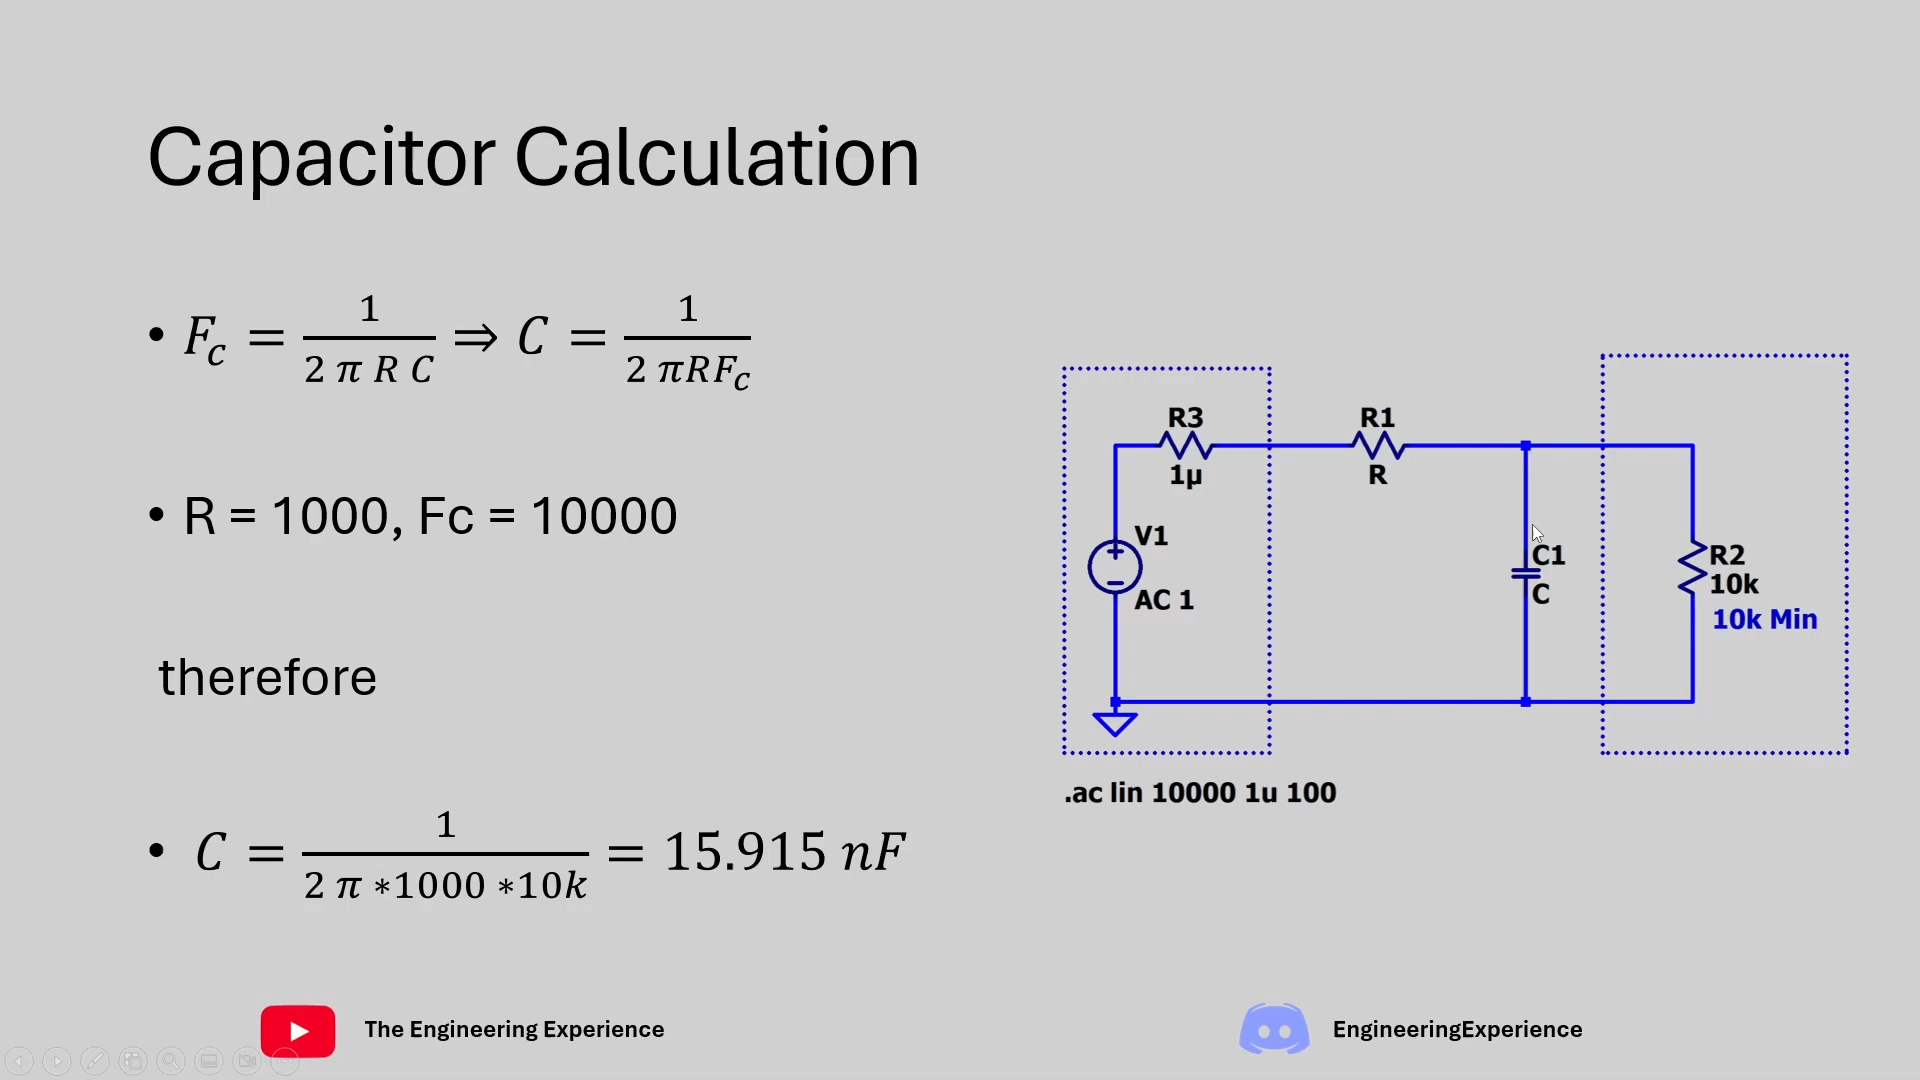 Capacitor Calculation
• F_c = 1 / (2 π R C) ⇒ C = 1 / (2 πRF_c)
• R = 1000, Fc = 10000
therefore
• C = 1 / (2 π *1000 *10k) = 15.915 nF
R3
1µ
R1
R
V1
AC 1
C1
C
R2
10k
10k Min
.ac lin 10000 1u 100
The Engineering Experience
EngineeringExperience